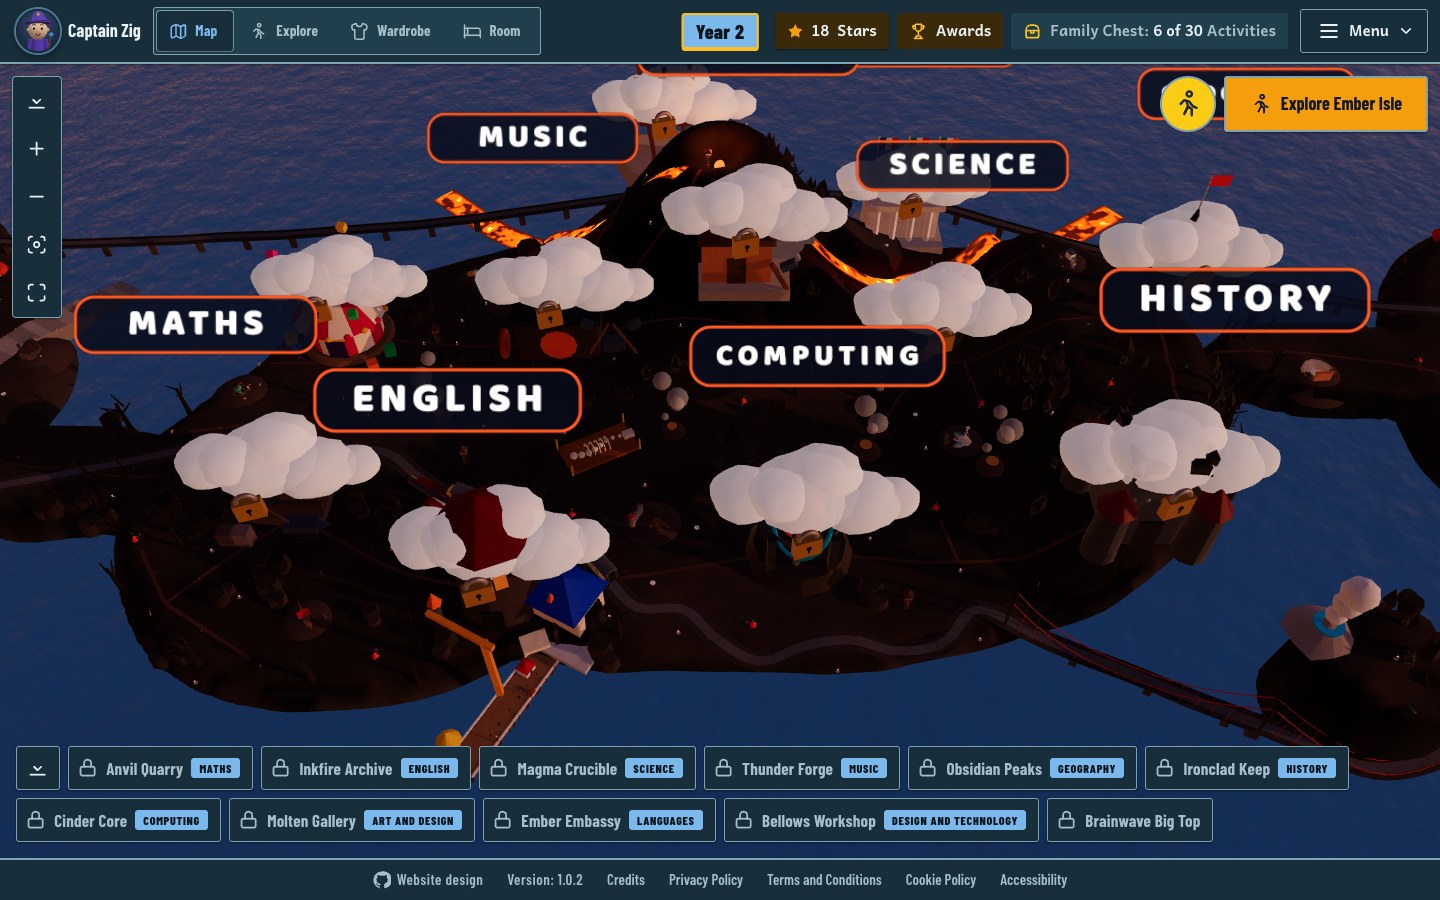 Captain Zig
Map
Explore
Wardrobe
Room
Year 2
18 Stars
Awards
Family Chest: 6 of 30 Activities
Menu
Explore Ember Isle
MUSIC
SCIENCE
HISTORY
MATHS
COMPUTING
ENGLISH
Anvil Quarry MATHS
Inkfire Archive ENGLISH
Magma Crucible SCIENCE
Thunder Forge MUSIC
Obsidian Peaks GEOGRAPHY
Ironclad Keep HISTORY
Cinder Core COMPUTING
Molten Gallery ART AND DESIGN
Ember Embassy LANGUAGES
Bellows Workshop DESIGN AND TECHNOLOGY
Brainwave Big Top
Website design
Version: 1.0.2
Credits
Privacy Policy
Terms and Conditions
Cookie Policy
Accessibility